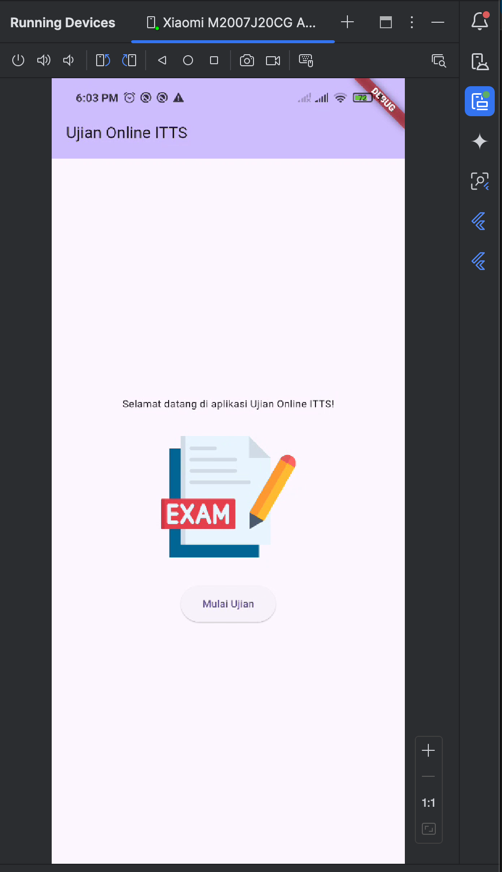 Running Devices
Xiaomi M2007J20CG A...
6:03 PM
72
DEBUG
Ujian Online ITTS
Selamat datang di aplikasi Ujian Online ITTS!
EXAM
Mulai Ujian
1:1